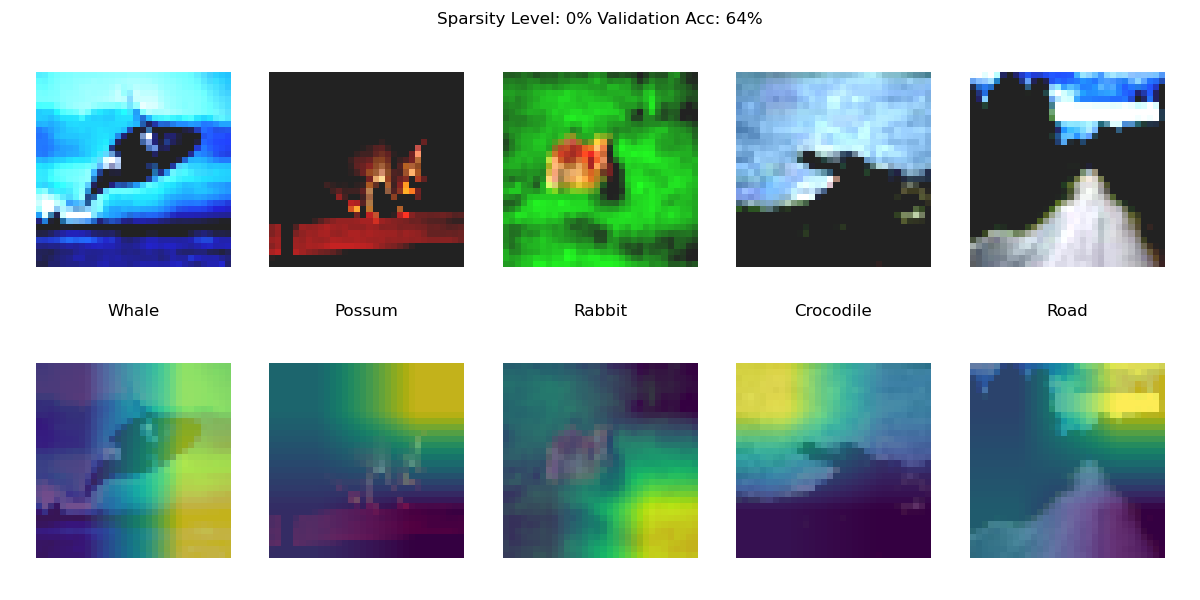 Sparsity Level: 0% Validation Acc: 64%
Whale
Possum
Rabbit
Crocodile
Road